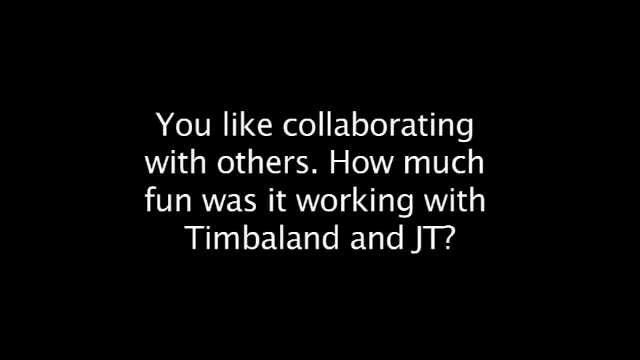 You like collaborating
with others. How much
fun was it working with
Timbaland and JT?